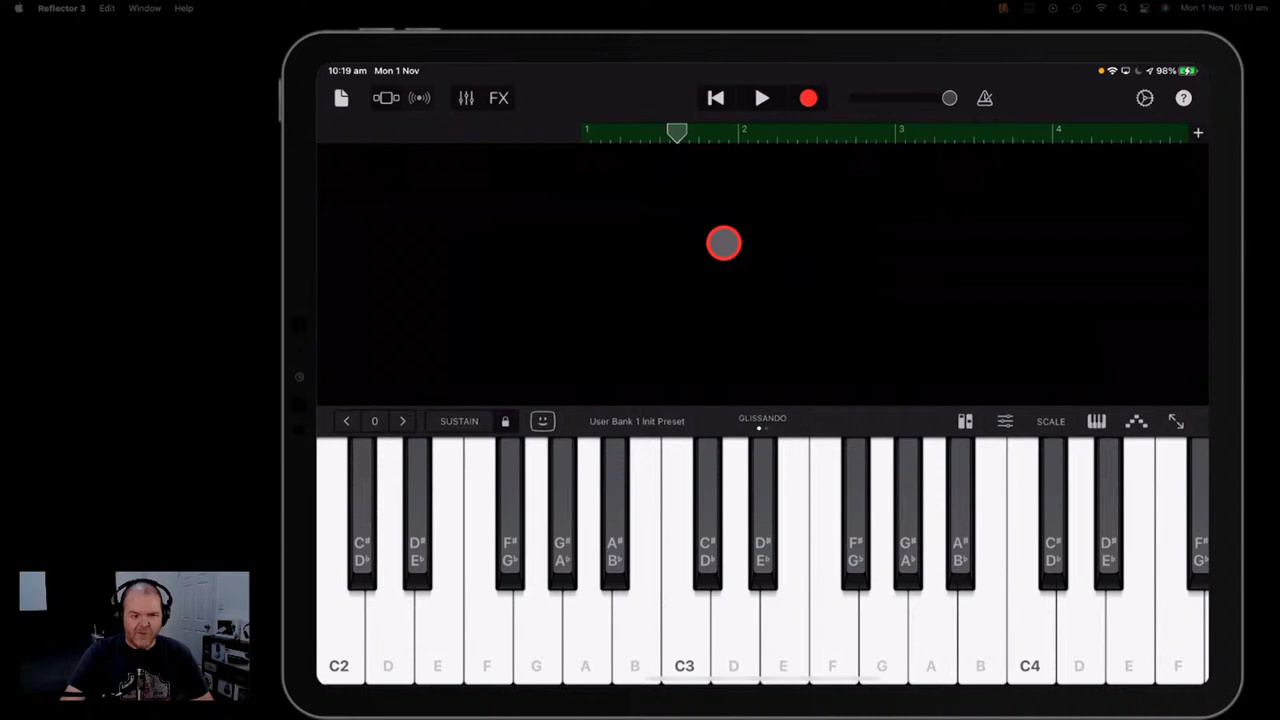 Reflector 3 Edit Window Help Mon 1 Nov 10:19 am
10:19 am Mon 1 Nov 98%
FX ?
1 2 3 4 +
0 SUSTAIN User Bank 1 Init Preset GLISSANDO SCALE
C# D# F# G# A# C# D# F# G# A# C# D# F#
D♭ E♭ G♭ A♭ B♭ D♭ E♭ G♭ A♭ B♭ D♭ E♭ G♭
C2 D E F G A B C3 D E F G A B C4 D E F